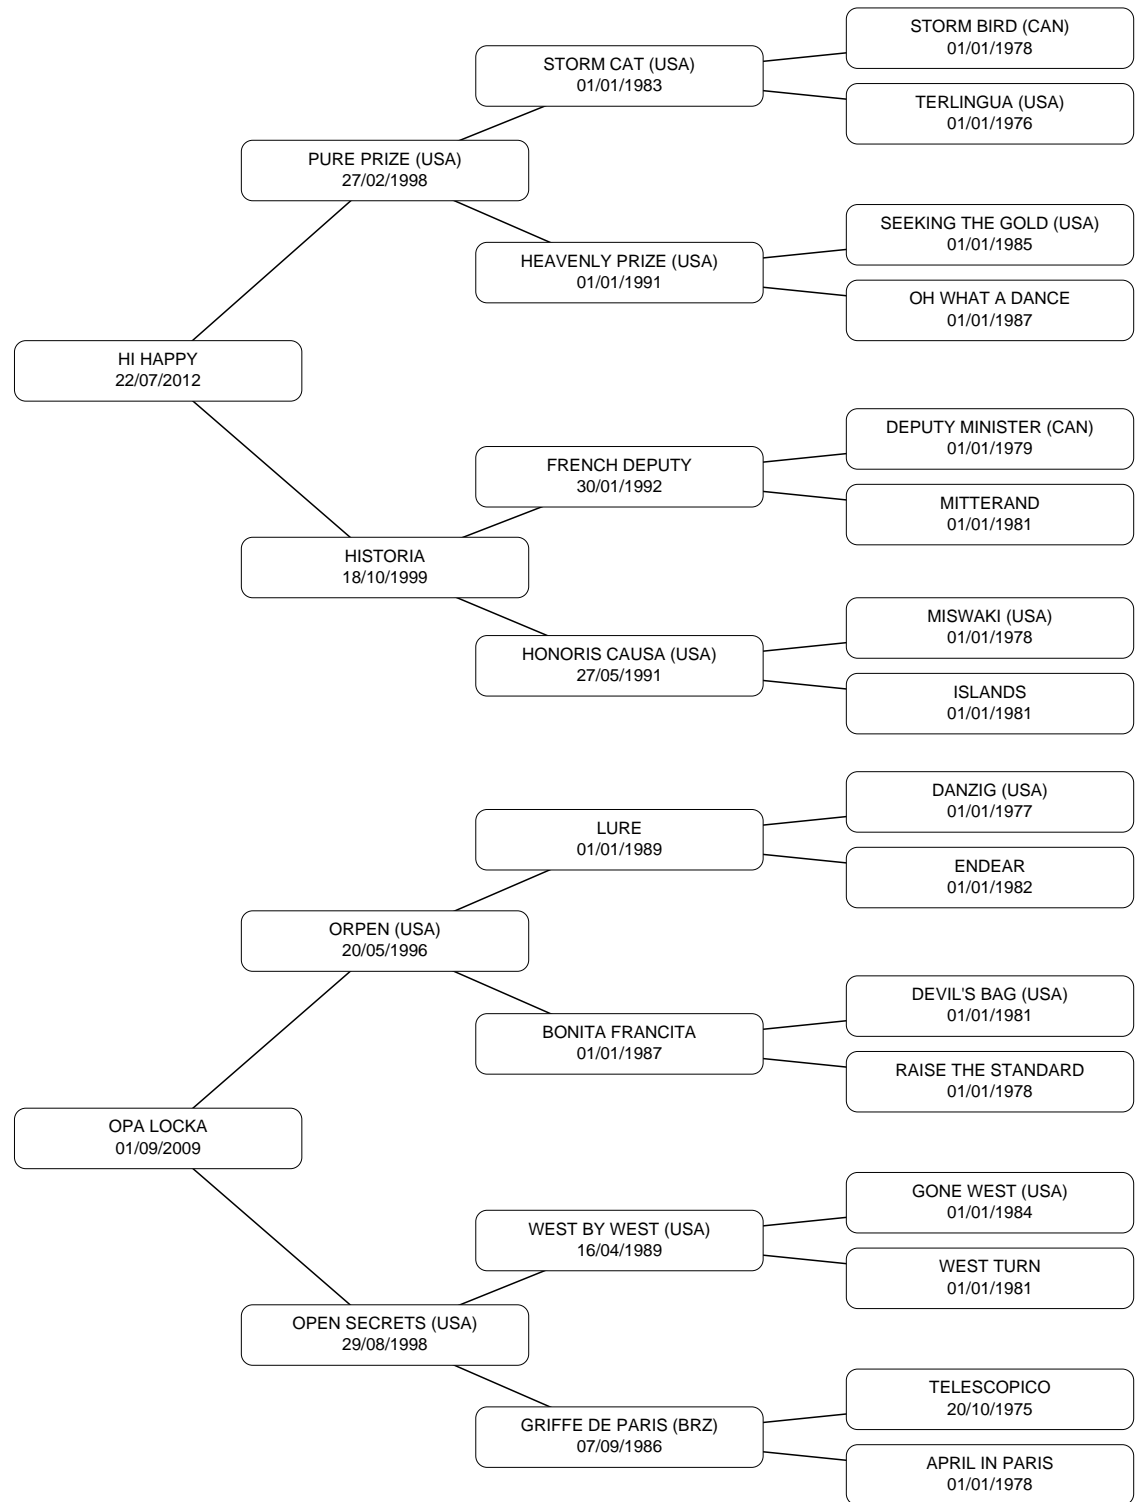 STORM BIRD (CAN)
01/01/1978
STORM CAT (USA)
01/01/1983
TERLINGUA (USA)
01/01/1976
PURE PRIZE (USA)
27/02/1998
SEEKING THE GOLD (USA)
01/01/1985
HEAVENLY PRIZE (USA)
01/01/1991
OH WHAT A DANCE
01/01/1987
HI HAPPY
22/07/2012
DEPUTY MINISTER (CAN)
01/01/1979
FRENCH DEPUTY
30/01/1992
MITTERAND
01/01/1981
HISTORIA
18/10/1999
MISWAKI (USA)
01/01/1978
HONORIS CAUSA (USA)
27/05/1991
ISLANDS
01/01/1981
DANZIG (USA)
01/01/1977
LURE
01/01/1989
ENDEAR
01/01/1982
ORPEN (USA)
20/05/1996
DEVIL'S BAG (USA)
01/01/1981
BONITA FRANCITA
01/01/1987
RAISE THE STANDARD
01/01/1978
OPA LOCKA
01/09/2009
GONE WEST (USA)
01/01/1984
WEST BY WEST (USA)
16/04/1989
WEST TURN
01/01/1981
OPEN SECRETS (USA)
29/08/1998
TELESCOPICO
20/10/1975
GRIFFE DE PARIS (BRZ)
07/09/1986
APRIL IN PARIS
01/01/1978